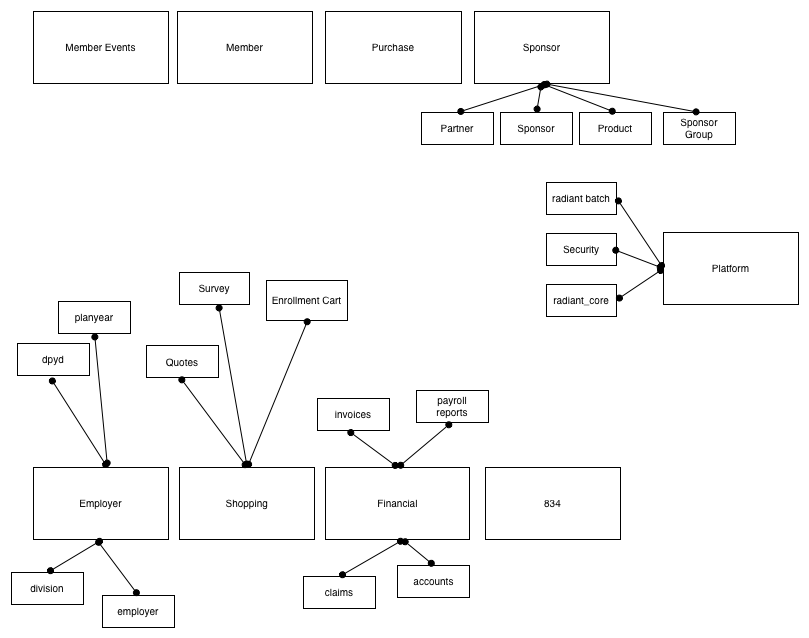 Member Events
Member
Purchase
Sponsor
Partner
Sponsor
Product
Sponsor
Group
radiant batch
Security
Platform
radiant_core
Survey
Enrollment Cart
planyear
dpyd
Quotes
invoices
payroll
reports
Employer
Shopping
Financial
834
division
employer
claims
accounts